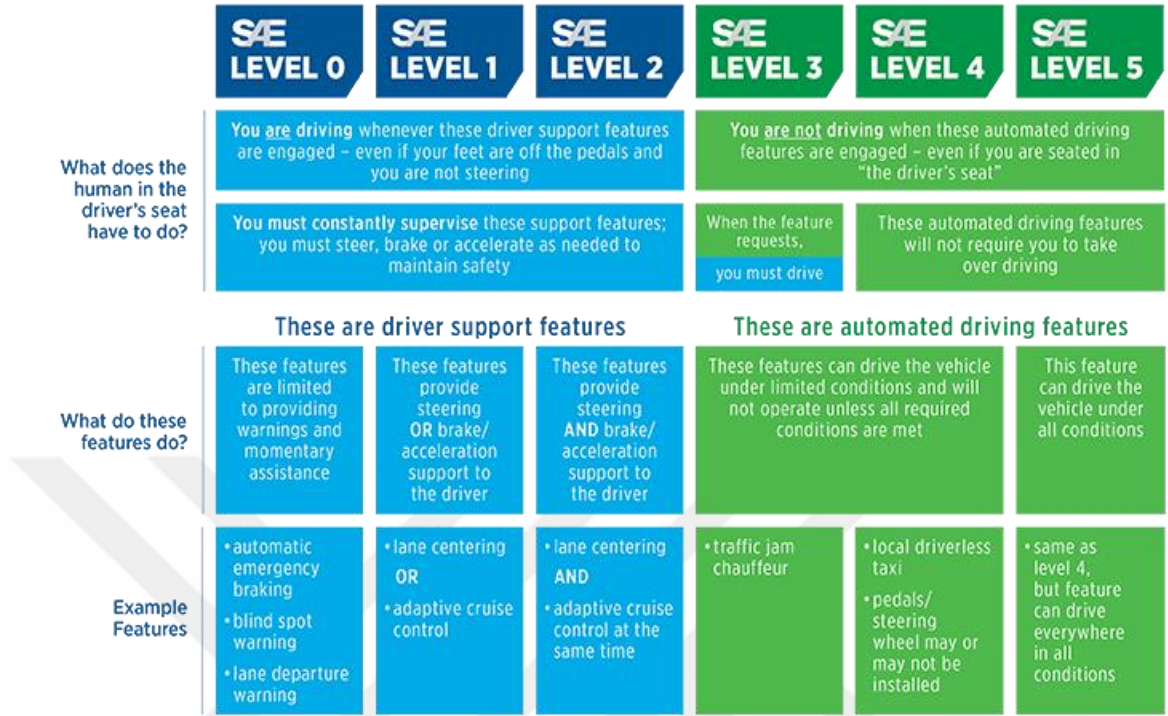 SAE
LEVEL 0
SAE
LEVEL 1
SAE
LEVEL 2
SAE
LEVEL 3
SAE
LEVEL 4
SAE
LEVEL 5
What does the
human in the
driver's seat
have to do?
You are driving whenever these driver support features
are engaged – even if your feet are off the pedals and
you are not steering
You are not driving when these automated driving
features are engaged – even if you are seated in
"the driver's seat"
You must constantly supervise these support features;
you must steer, brake or accelerate as needed to
maintain safety
When the feature
requests,
you must drive
These automated driving features
will not require you to take
over driving
These are driver support features
These are automated driving features
What do these
features do?
These features
are limited
to providing
warnings and
momentary
assistance
These features
provide
steering
OR brake/
acceleration
support to
the driver
These features
provide
steering
AND brake/
acceleration
support to
the driver
These features can drive the vehicle
under limited conditions and will
not operate unless all required
conditions are met
This feature
can drive the
vehicle under
all conditions
Example
Features
•automatic
emergency
braking
•blind spot
warning
•lane departure
warning
•lane centering
OR
•adaptive cruise
control
•lane centering
AND
•adaptive cruise
control at the
same time
•traffic jam
chauffeur
•local driverless
taxi
•pedals/
steering
wheel may or
may not be
installed
•same as
level 4,
but feature
can drive
everywhere
in all
conditions